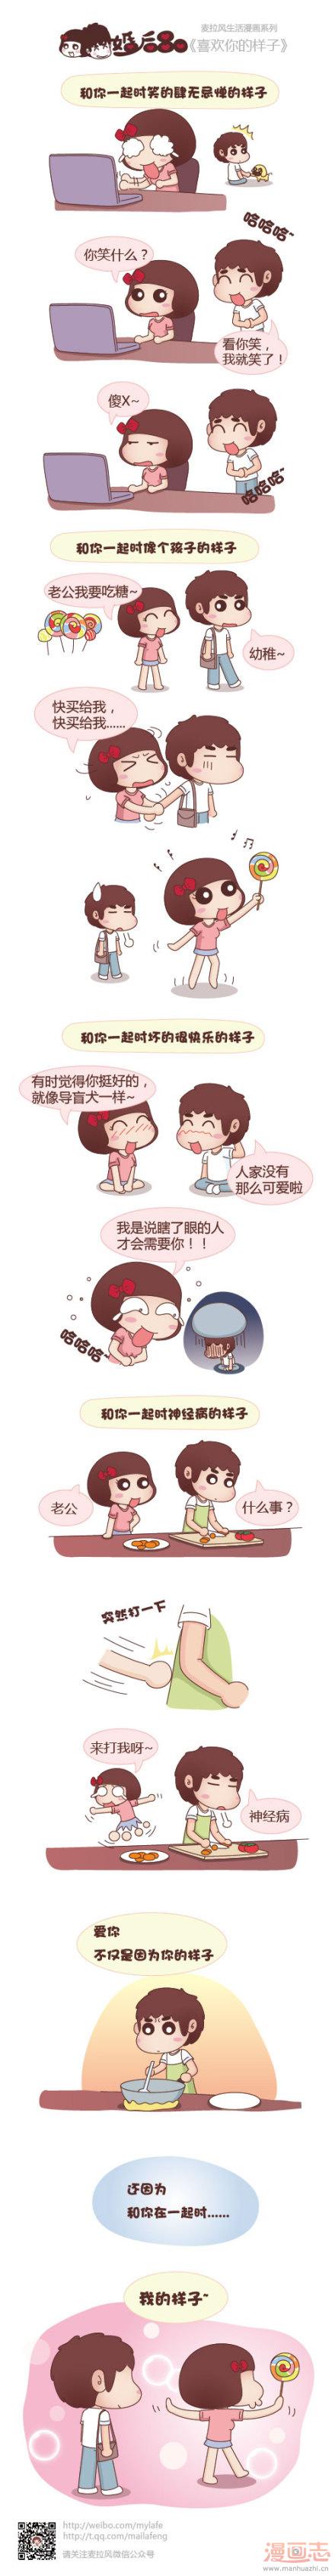 婚后品
麦拉风生活漫画系列
《喜欢你的样子》
和你一起时笑的肆无忌惮的样子
哈哈哈~
你笑什么？
看你笑，
我就笑了！
傻X~
哈哈哈~
和你一起时像个孩子的样子
老公我要吃糖~
幼稚~
快买给我，
快买给我......
和你一起时坏的很快乐的样子
有时觉得你挺好的，
就像导盲犬一样~
人家没有
那么可爱啦
我是说瞎了眼的人
才会需要你！！
哈哈哈~
和你一起时神经病的样子
老公
什么事？
突然打一下
来打我呀~
神经病
爱你
不仅是因为你的样子
还因为
和你在一起时......
我的样子~
http://weibo.com/mylafe
http://t.qq.com/mailafeng
请关注麦拉风微信公众号
漫画志
www.manhuazhi.cn